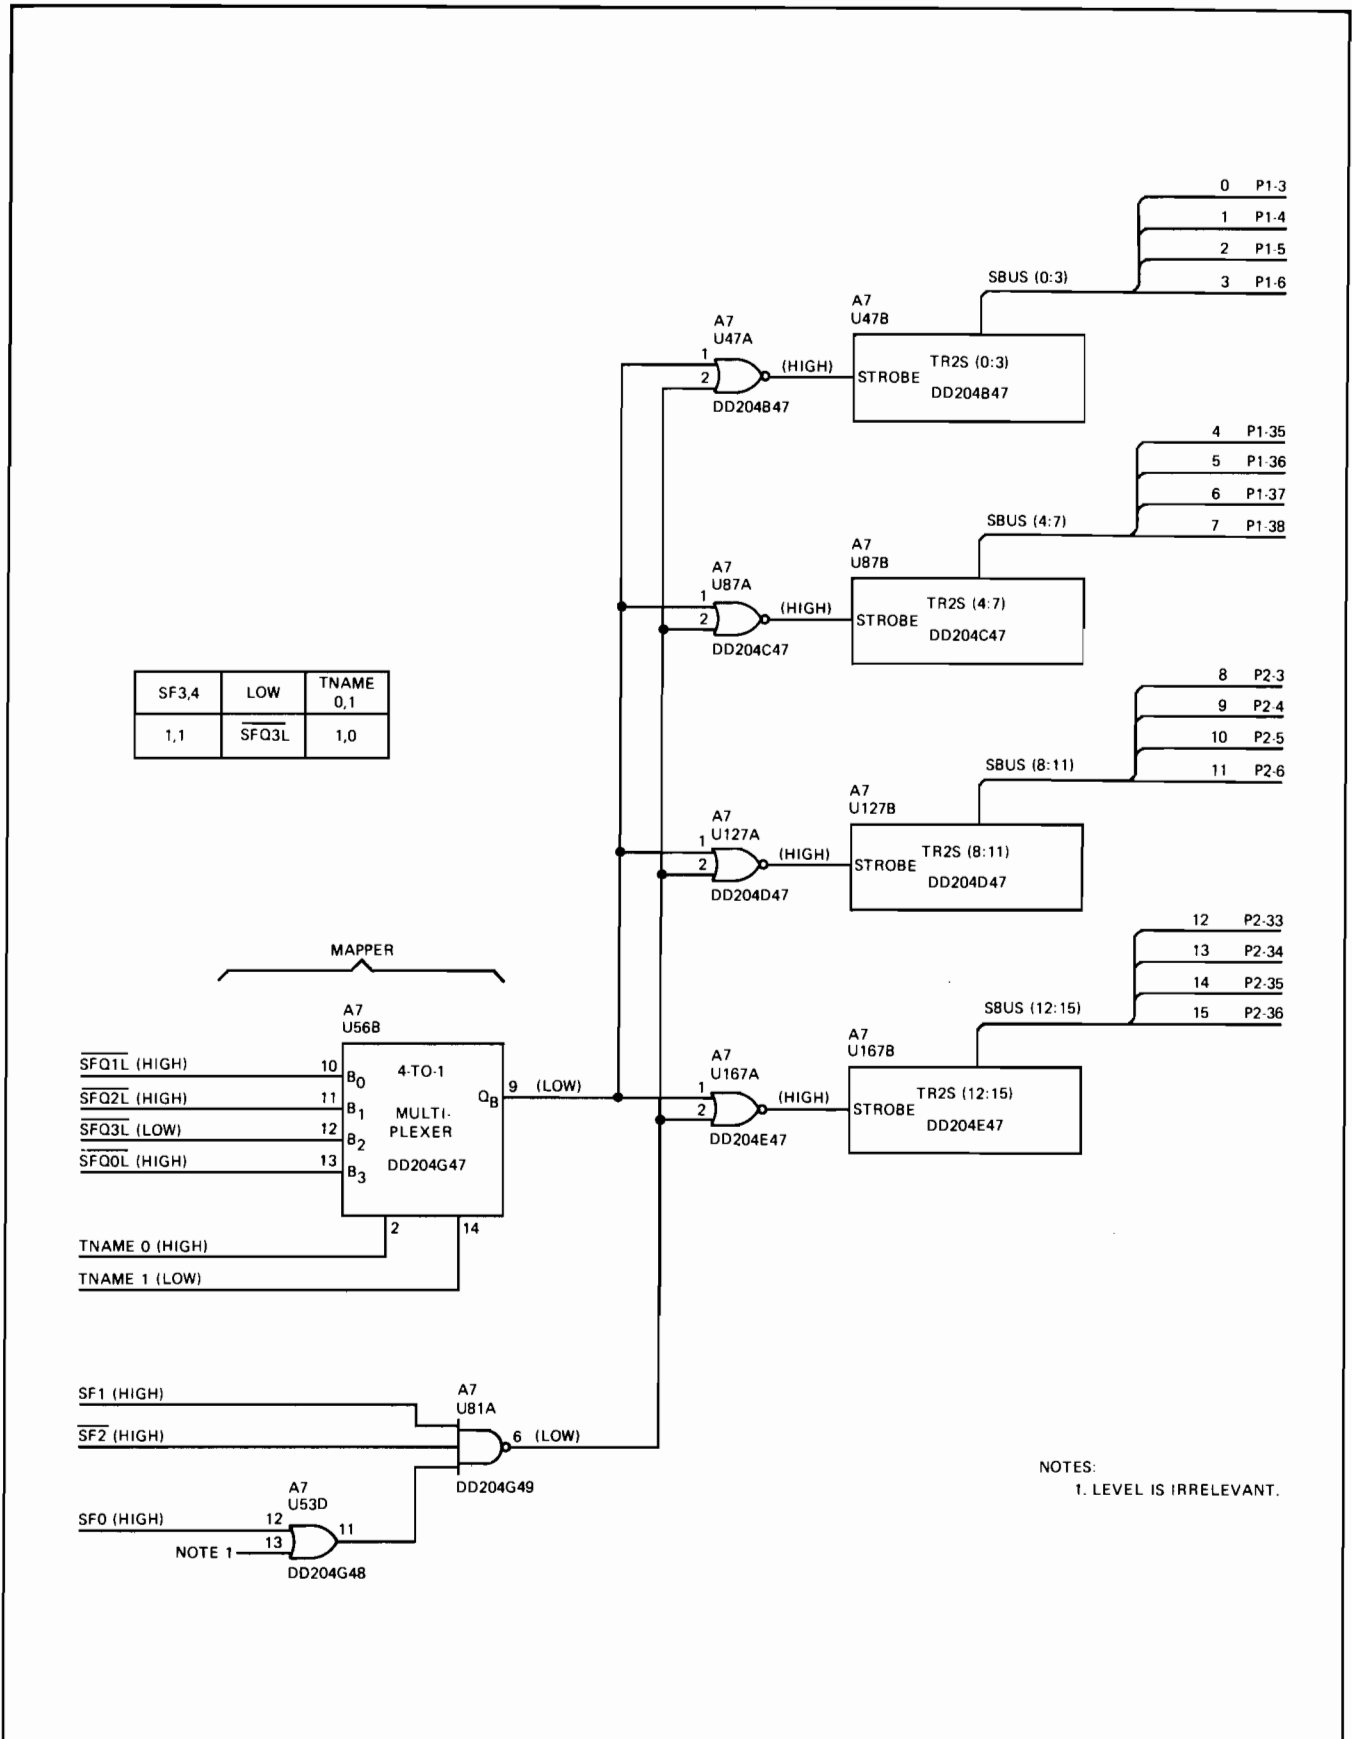 0 P1-3
1 P1-4
2 P1-5
SBUS (0:3)
3 P1-6
A7
U47B
A7
U47A
1
2
(HIGH)
STROBE
TR2S (0:3)
DD204B47
DD204B47
4 P1-35
5 P1-36
6 P1-37
SBUS (4:7)
7 P1-38
A7
U87B
A7
U87A
1
2
(HIGH)
STROBE
TR2S (4:7)
DD204C47
DD204C47
SF3,4 LOW TNAME 0,1
1,1 S̅F̅Q̅3̅L̅ 1,0
8 P2-3
9 P2-4
10 P2-5
SBUS (8:11)
11 P2-6
A7
U127B
A7
U127A
1
2
(HIGH)
STROBE
TR2S (8:11)
DD204D47
DD204D47
12 P2-33
13 P2-34
14 P2-35
SBUS (12:15)
15 P2-36
A7
U167B
A7
U167A
1
2
(HIGH)
STROBE
TR2S (12:15)
DD204E47
DD204E47
MAPPER
A7
U56B
S̅F̅Q̅1̅L̅ (HIGH) 10 B0
S̅F̅Q̅2̅L̅ (HIGH) 11 B1
S̅F̅Q̅3̅L̅ (LOW) 12 B2
S̅F̅Q̅0̅L̅ (HIGH) 13 B3
4-TO-1
MULTI-
PLEXER
DD204G47
QB 9 (LOW)
2 14
TNAME 0 (HIGH)
TNAME 1 (LOW)
SF1 (HIGH)
S̅F̅2̅ (HIGH)
A7
U81A
6 (LOW)
DD204G49
A7
U53D
SF0 (HIGH) 12
NOTE 1 13
11
DD204G48
NOTES:
1. LEVEL IS IRRELEVANT.